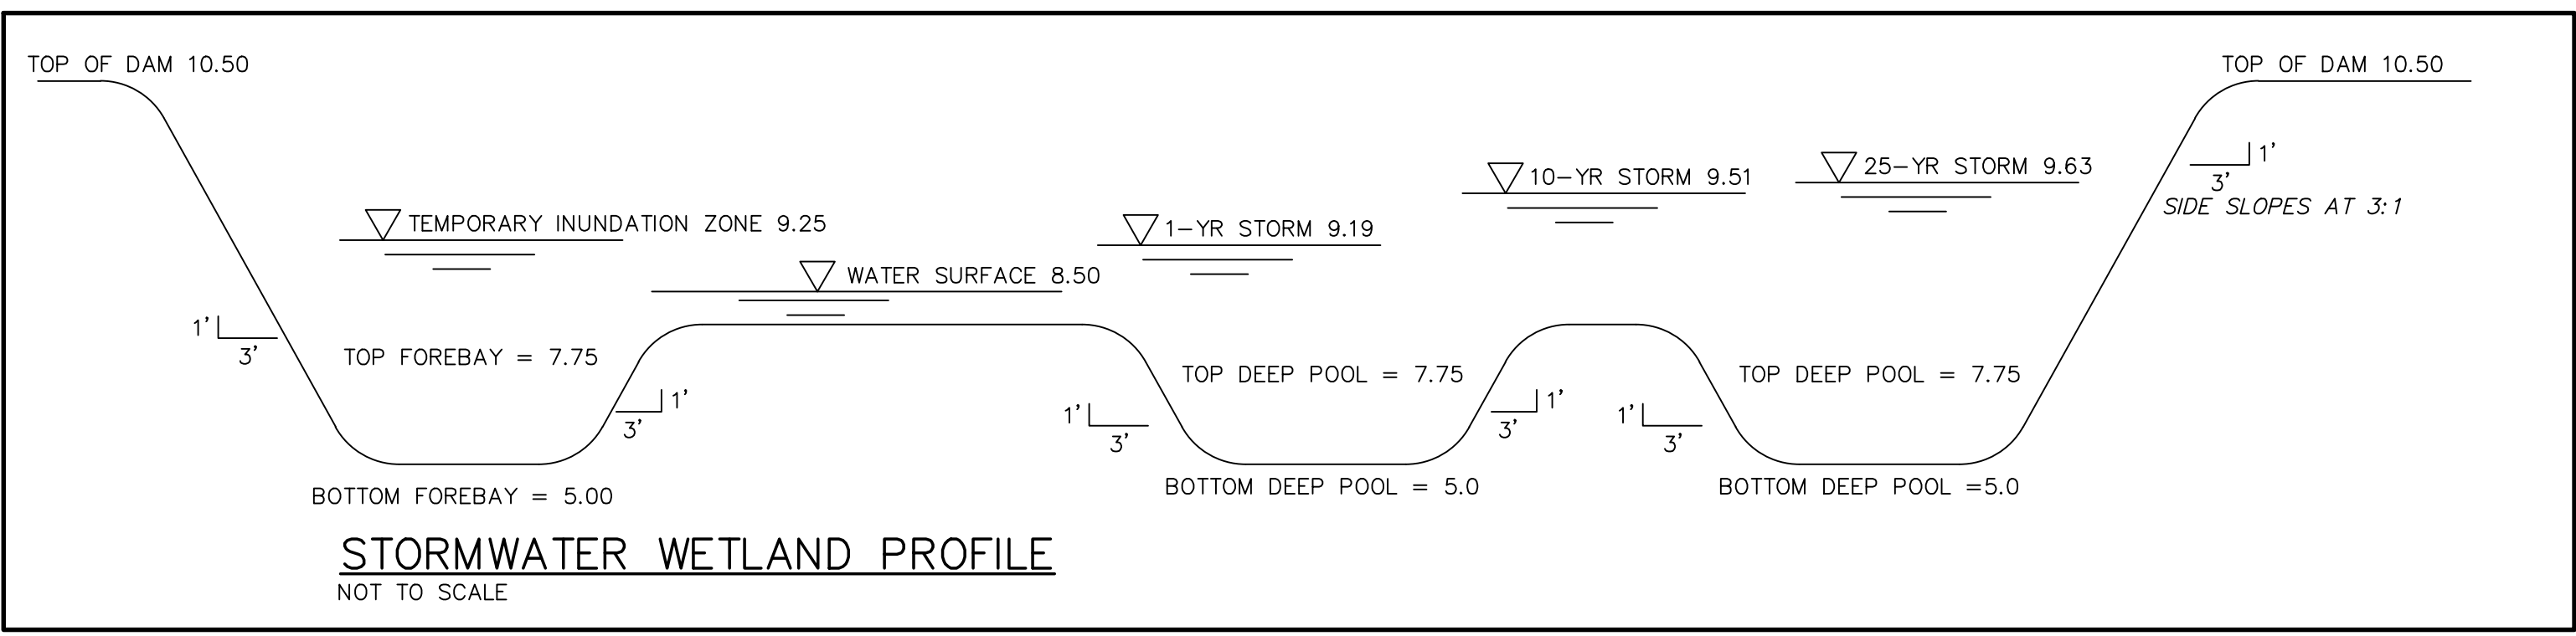 TOP OF DAM 10.50
TOP OF DAM 10.50
1'
3'
SIDE SLOPES AT 3:1
25-YR STORM 9.63
10-YR STORM 9.51
TEMPORARY INUNDATION ZONE 9.25
1-YR STORM 9.19
WATER SURFACE 8.50
1'
3'
TOP FOREBAY = 7.75
TOP DEEP POOL = 7.75
TOP DEEP POOL = 7.75
1'
3'
1'
3'
1'
3'
1'
3'
BOTTOM FOREBAY = 5.00
BOTTOM DEEP POOL = 5.0
BOTTOM DEEP POOL =5.0
STORMWATER WETLAND PROFILE
NOT TO SCALE